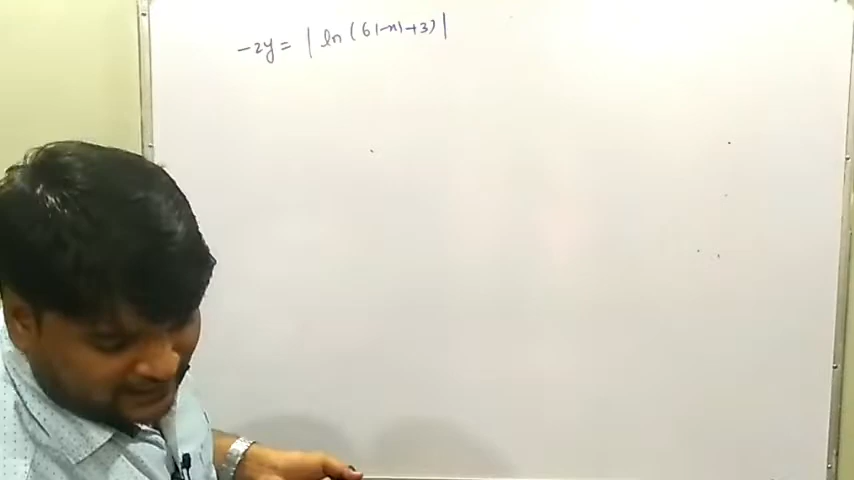 -2y = | ln (6|-x|+3) |